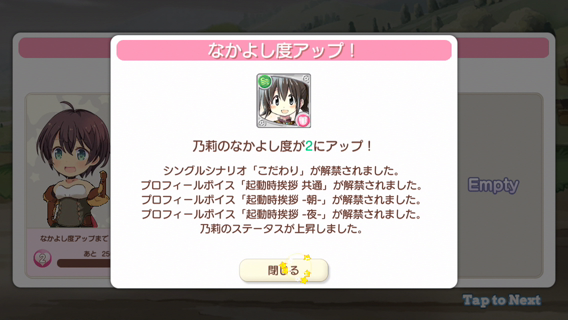 なかよし度アップ！
乃莉のなかよし度が2にアップ！
シングルシナリオ「こだわり」が解禁されました。
プロフィールボイス「起動時挨拶 共通」が解禁されました。
プロフィールボイス「起動時挨拶 -朝-」が解禁されました。
プロフィールボイス「起動時挨拶 -夜-」が解禁されました。
乃莉のステータスが上昇しました。
閉じる
なかよし度アップまで
あと 25
Empty
Tap to Next